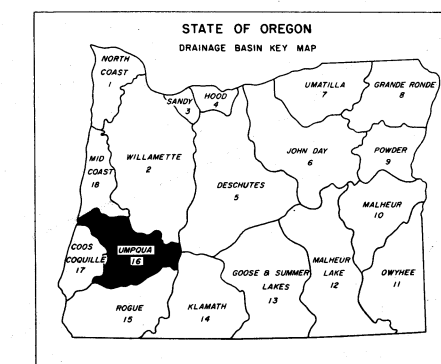 STATE OF OREGON
DRAINAGE BASIN KEY MAP
NORTH
COAST
1
SANDY
3
HOOD
4
UMATILLA
7
GRANDE RONDE
8
WILLAMETTE
2
MID
COAST
18
DESCHUTES
5
JOHN DAY
6
POWDER
9
MALHEUR
10
COOS
COQUILLE
17
UMPQUA
16
GOOSE & SUMMER
LAKES
13
MALHEUR
LAKE
12
OWYHEE
11
ROGUE
15
KLAMATH
14